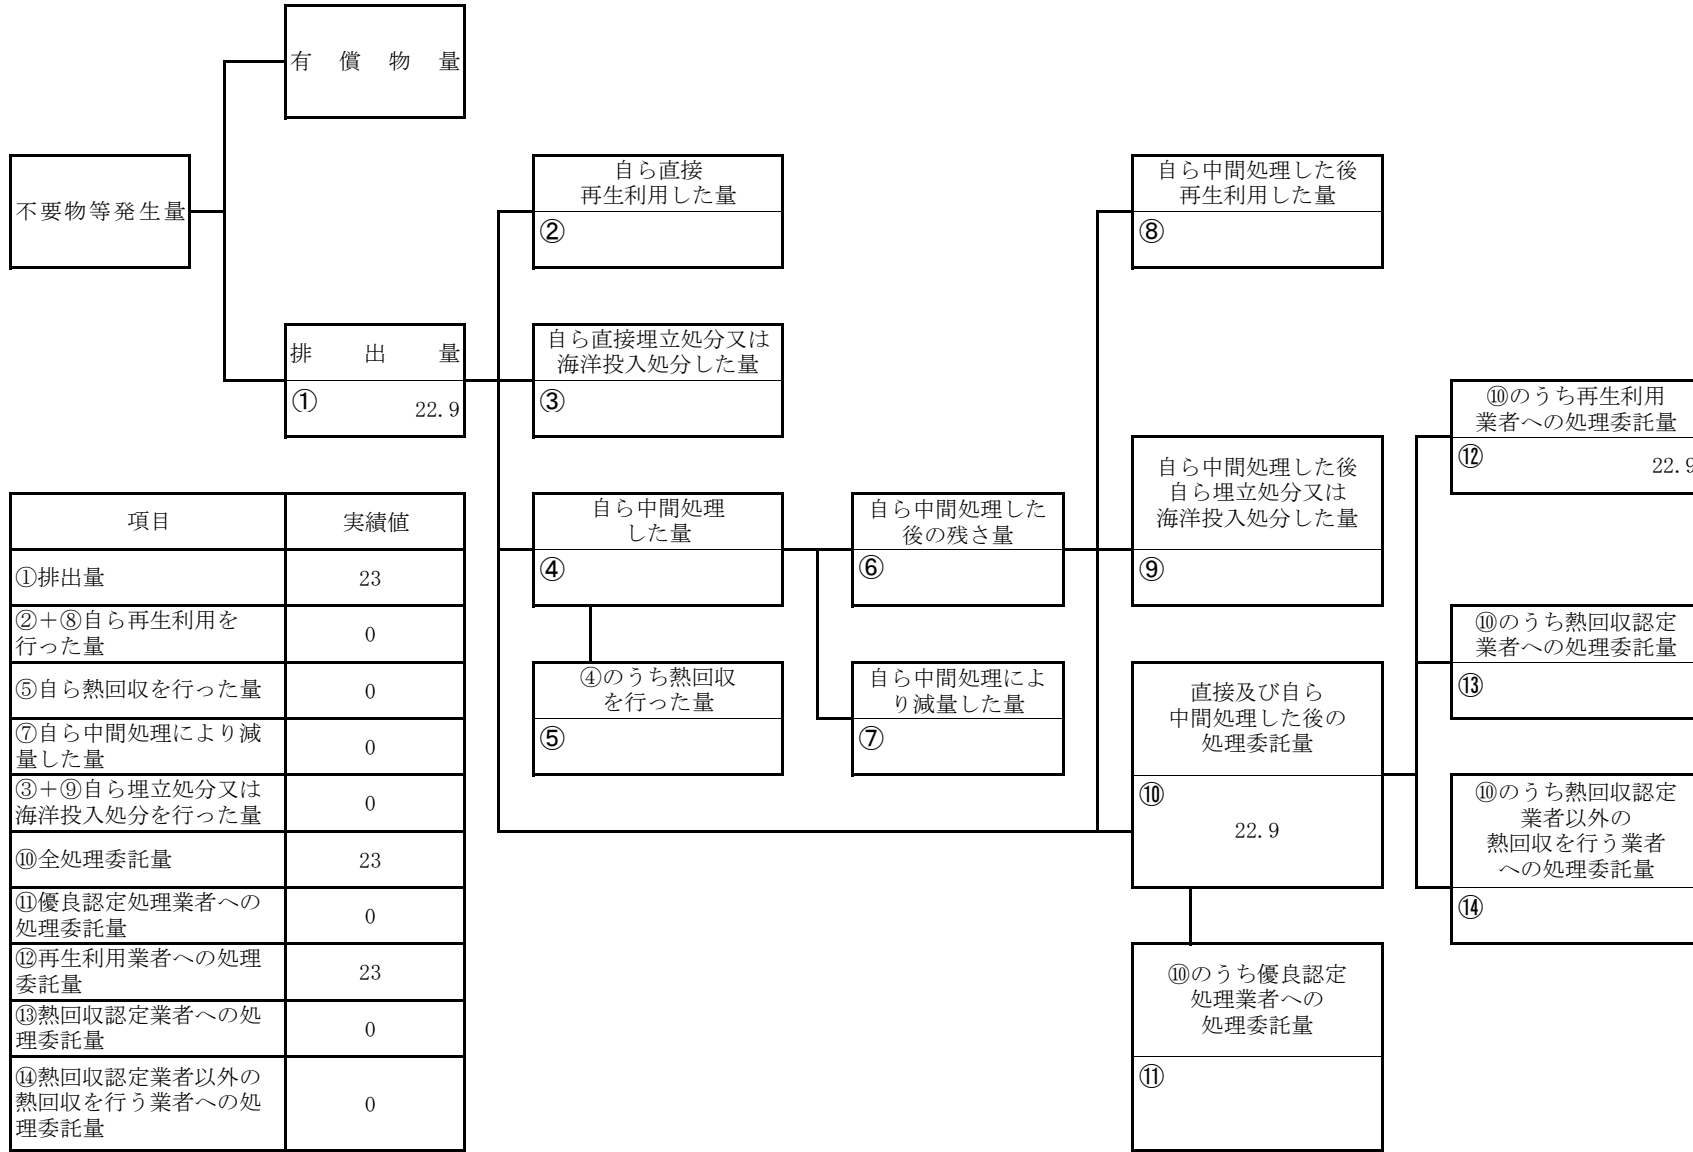 有償物量
不要物等発生量
排出量
① 22.9
自ら直接
再生利用した量
②
自ら直接埋立処分又は
海洋投入処分した量
③
自ら中間処理
した量
④
④のうち熱回収
を行った量
⑤
自ら中間処理した
後の残さ量
⑥
自ら中間処理によ
り減量した量
⑦
自ら中間処理した後
再生利用した量
⑧
自ら中間処理した後
自ら埋立処分又は
海洋投入処分した量
⑨
直接及び自ら
中間処理した後の
処理委託量
⑩
22.9
⑩のうち優良認定
処理業者への
処理委託量
⑪
⑩のうち再生利用
業者への処理委託量
⑫ 22.9
⑩のうち熱回収認定
業者への処理委託量
⑬
⑩のうち熱回収認定
業者以外の
熱回収を行う業者
への処理委託量
⑭
項目 実績値
①排出量 23
②＋⑧自ら再生利用を
行った量 0
⑤自ら熱回収を行った量 0
⑦自ら中間処理により減
量した量 0
③＋⑨自ら埋立処分又は
海洋投入処分を行った量 0
⑩全処理委託量 23
⑪優良認定処理業者への
処理委託量 0
⑫再生利用業者への処理
委託量 23
⑬熱回収認定業者への処
理委託量 0
⑭熱回収認定業者以外の
熱回収を行う業者への処
理委託量 0